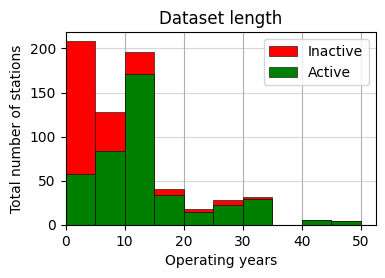 Dataset length
Total number of stations
200
150
100
50
0
Inactive
Active
0 10 20 30 40 50
Operating years